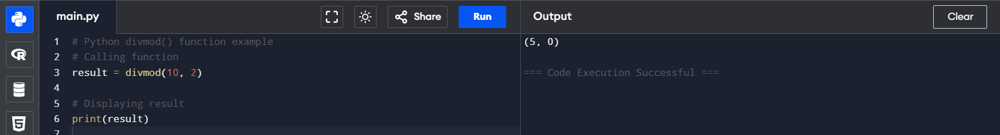 main.py
Share
Run
Output
Clear
1 # Python divmod() function example
2 # Calling function
3 result = divmod(10, 2)
4
5 # Displaying result
6 print(result)
7
(5, 0)
=== Code Execution Successful ===
R
5